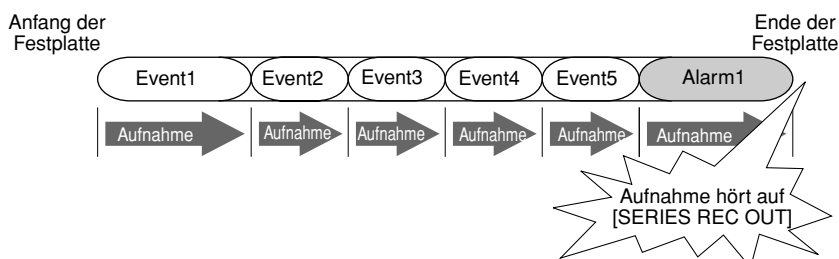 Anfang der
Festplatte
Ende der
Festplatte
Event1 Event2 Event3 Event4 Event5 Alarm1
Aufnahme Aufnahme Aufnahme Aufnahme Aufnahme Aufnahme
Aufnahme hört auf
[SERIES REC OUT]